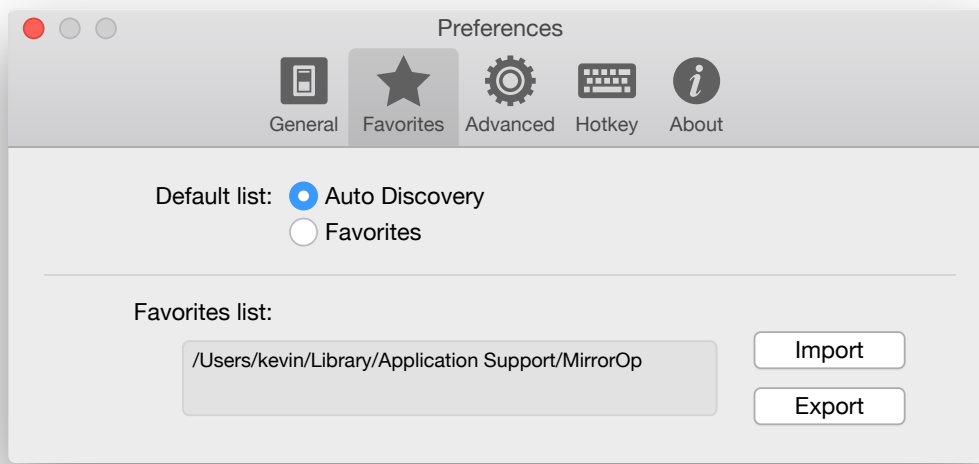 Preferences
General Favorites Advanced Hotkey About
Default list: Auto Discovery
Favorites
Favorites list:
/Users/kevin/Library/Application Support/MirrorOp
Import
Export